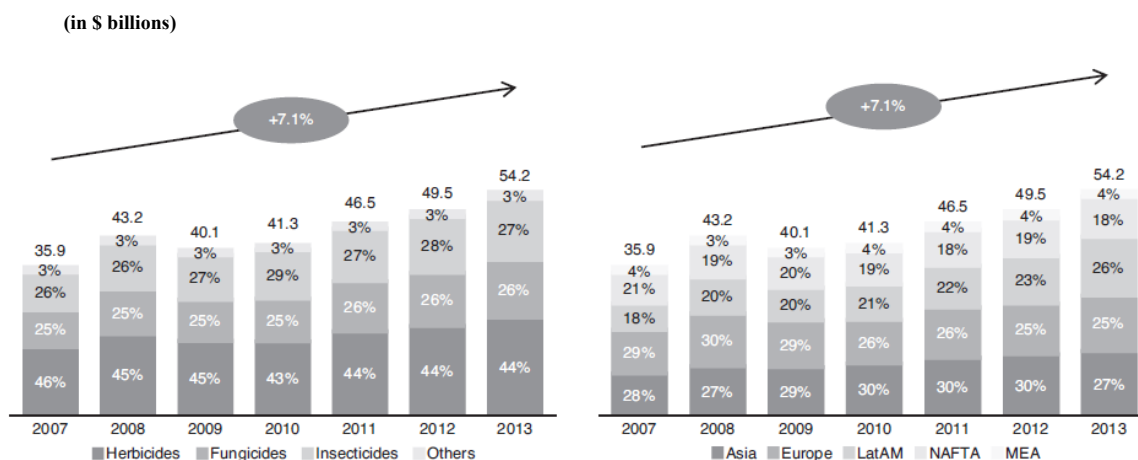 (in $ billions)
+7.1%
35.9 43.2 40.1 41.3 46.5 49.5 54.2
3% 3% 3% 3% 3% 3% 3%
26% 26% 27% 29% 27% 28% 27%
25% 25% 25% 25% 26% 26% 26%
46% 45% 45% 43% 44% 44% 44%
2007 2008 2009 2010 2011 2012 2013
Herbicides Fungicides Insecticides Others
+7.1%
35.9 43.2 40.1 41.3 46.5 49.5 54.2
4% 3% 3% 4% 4% 4% 4%
21% 19% 20% 19% 18% 19% 18%
18% 20% 20% 21% 22% 23% 26%
29% 30% 29% 26% 26% 25% 25%
28% 27% 29% 30% 30% 30% 27%
2007 2008 2009 2010 2011 2012 2013
Asia Europe LatAM NAFTA MEA